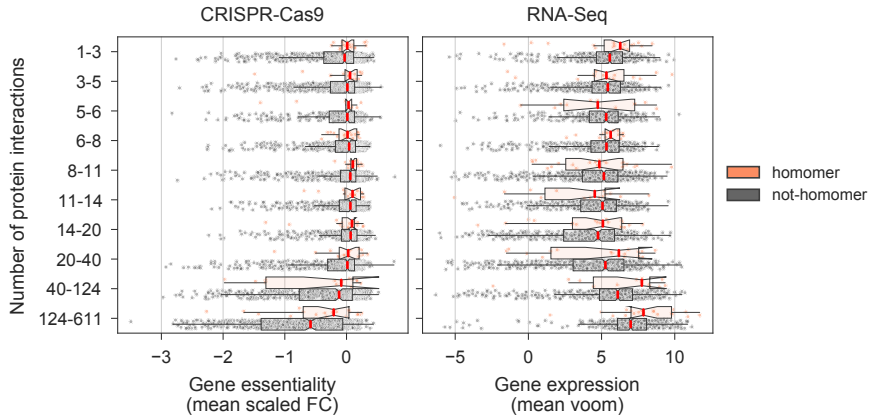 CRISPR-Cas9
RNA-Seq
Number of protein interactions
1-3
3-5
5-6
6-8
8-11
11-14
14-20
20-40
40-124
124-611
homomer
not-homomer
−3
−2
−1
0
−5
0
5
10
Gene essentiality
(mean scaled FC)
Gene expression
(mean voom)